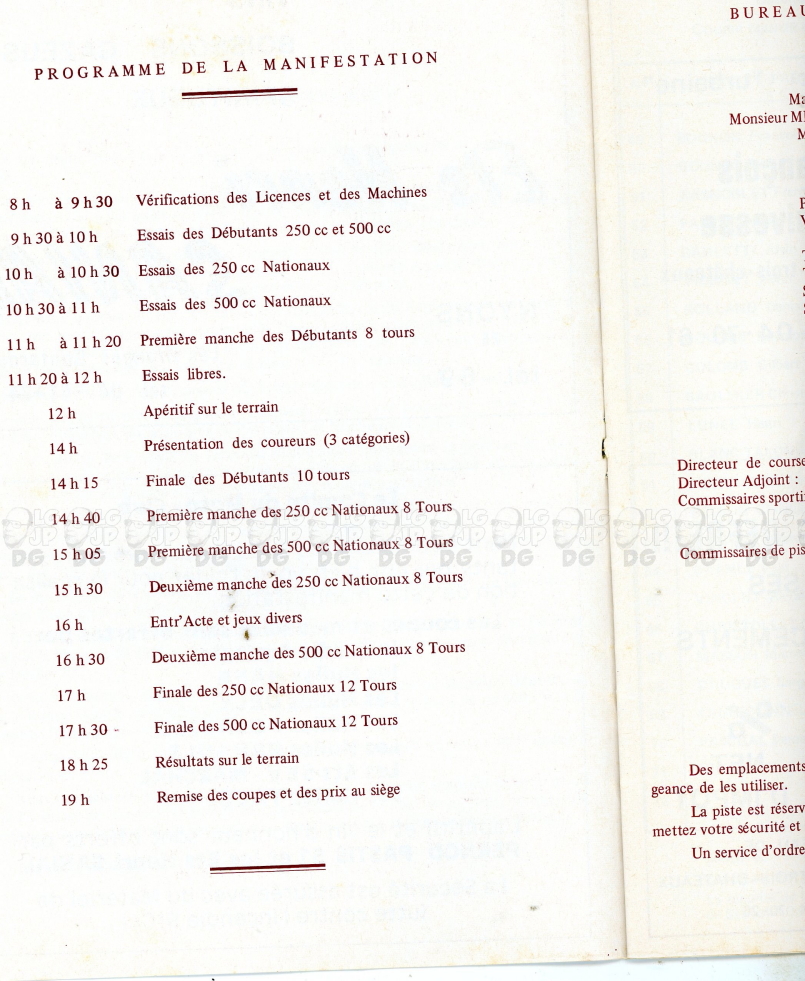 PROGRAMME DE LA MANIFESTATION
8 h à 9 h 30 Vérifications des Licences et des Machines
9 h 30 à 10 h Essais des Débutants 250 cc et 500 cc
10 h à 10 h 30 Essais des 250 cc Nationaux
10 h 30 à 11 h Essais des 500 cc Nationaux
11 h à 11 h 20 Première manche des Débutants 8 tours
11 h 20 à 12 h Essais libres.
12 h Apéritif sur le terrain
14 h Présentation des coureurs (3 catégories)
14 h 15 Finale des Débutants 10 tours
14 h 40 Première manche des 250 cc Nationaux 8 Tours
15 h 05 Première manche des 500 cc Nationaux 8 Tours
15 h 30 Deuxième manche des 250 cc Nationaux 8 Tours
16 h Entr'Acte et jeux divers
16 h 30 Deuxième manche des 500 cc Nationaux 8 Tours
17 h Finale des 250 cc Nationaux 12 Tours
17 h 30 - Finale des 500 cc Nationaux 12 Tours
18 h 25 Résultats sur le terrain
19 h Remise des coupes et des prix au siège
BUREAU
Monsieur
Directeur de course
Directeur Adjoint :
Commissaires sporti
Commissaires de pis
Des emplacements
geance de les utiliser.
La piste est réserv
mettez votre sécurité et
Un service d'ordre